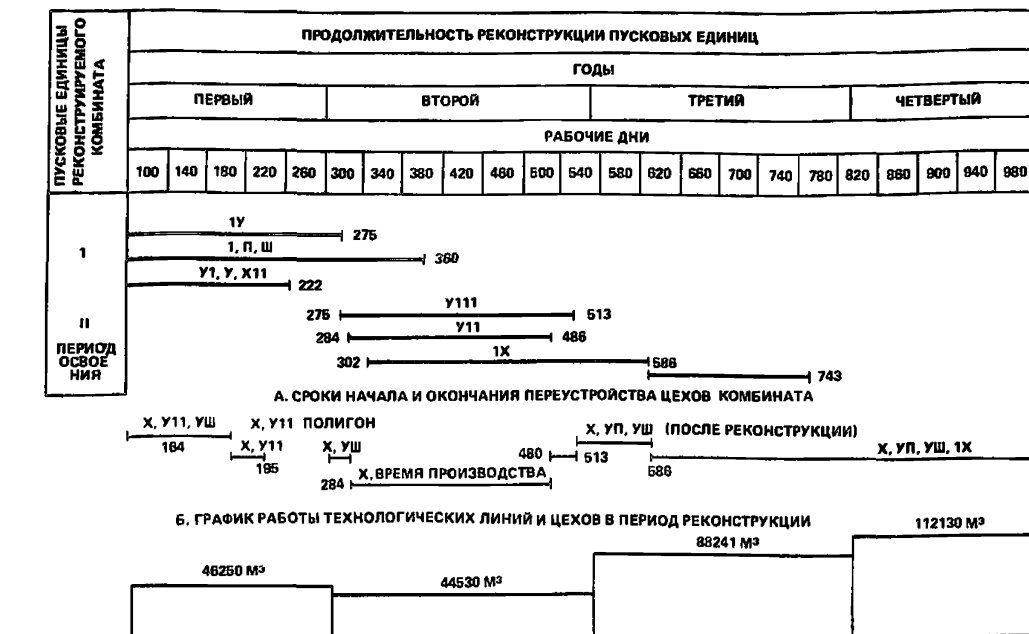 ПУСКОВЫЕ ЕДИНИЦЫ
РЕКОНСТРУИРУЕМОГО
КОМБИНАТА
ПРОДОЛЖИТЕЛЬНОСТЬ РЕКОНСТРУКЦИИ ПУСКОВЫХ ЕДИНИЦ
ГОДЫ
ПЕРВЫЙ ВТОРОЙ ТРЕТИЙ ЧЕТВЕРТЫЙ
РАБОЧИЕ ДНИ
100 140 180 220 260 300 340 380 420 460 500 540 580 620 660 700 740 780 820 860 900 940 980
1У
275
1
1, П, Ш
360
У1, У, Х11
222
У111
275 513
II
У11
284 486
ПЕРИОД
ОСВОЕ
НИЯ
1Х
302 586
743
А. СРОКИ НАЧАЛА И ОКОНЧАНИЯ ПЕРЕУСТРОЙСТВА ЦЕХОВ КОМБИНАТА
Х, У11, УШ Х, У11 ПОЛИГОН Х, УП, УШ (ПОСЛЕ РЕКОНСТРУКЦИИ)
164 Х, У11 Х, УШ 480 513 Х, УП, УШ, 1Х
195 586
284 Х, ВРЕМЯ ПРОИЗВОДСТВА
Б. ГРАФИК РАБОТЫ ТЕХНОЛОГИЧЕСКИХ ЛИНИЙ И ЦЕХОВ В ПЕРИОД РЕКОНСТРУКЦИИ
46250 М³ 44530 М³ 88241 М³ 112130 М³